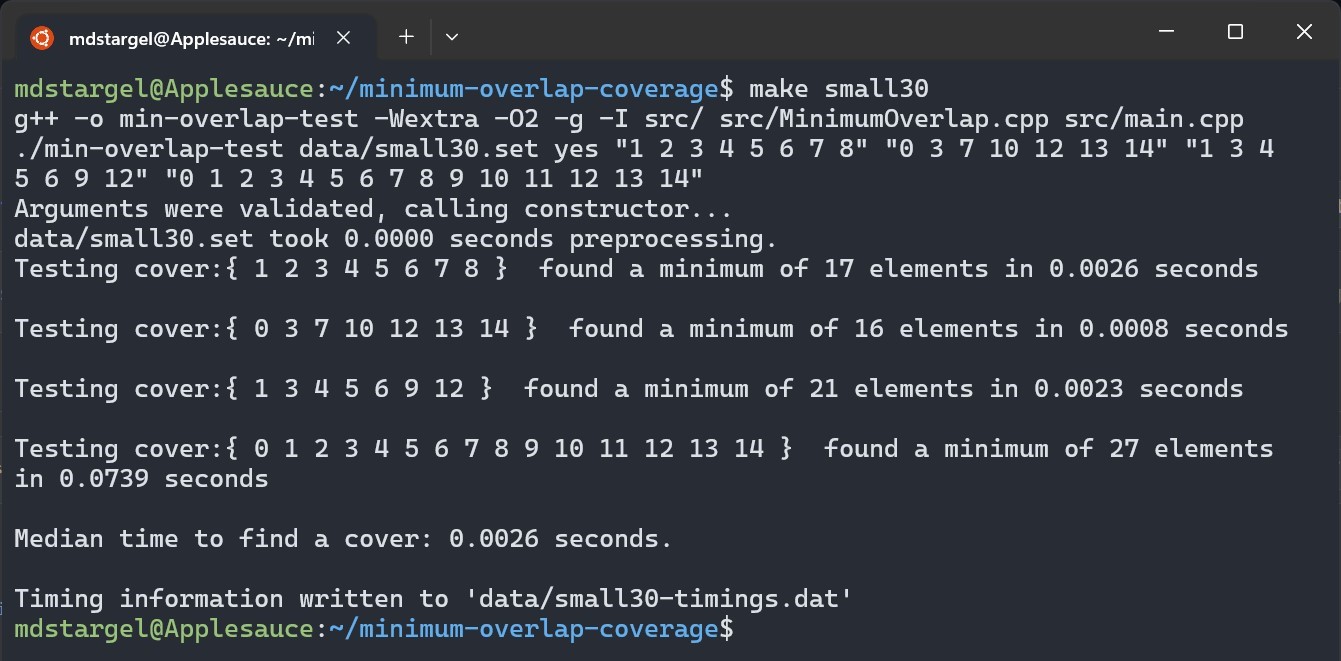 mdstargel@Applesauce: ~/mi
mdstargel@Applesauce:~/minimum-overlap-coverage$ make small30
g++ -o min-overlap-test -Wextra -O2 -g -I src/ src/MinimumOverlap.cpp src/main.cpp
./min-overlap-test data/small30.set yes "1 2 3 4 5 6 7 8" "0 3 7 10 12 13 14" "1 3 4
5 6 9 12" "0 1 2 3 4 5 6 7 8 9 10 11 12 13 14"
Arguments were validated, calling constructor...
data/small30.set took 0.0000 seconds preprocessing.
Testing cover:{ 1 2 3 4 5 6 7 8 }  found a minimum of 17 elements in 0.0026 seconds
Testing cover:{ 0 3 7 10 12 13 14 }  found a minimum of 16 elements in 0.0008 seconds
Testing cover:{ 1 3 4 5 6 9 12 }  found a minimum of 21 elements in 0.0023 seconds
Testing cover:{ 0 1 2 3 4 5 6 7 8 9 10 11 12 13 14 }  found a minimum of 27 elements
in 0.0739 seconds
Median time to find a cover: 0.0026 seconds.
Timing information written to 'data/small30-timings.dat'
mdstargel@Applesauce:~/minimum-overlap-coverage$